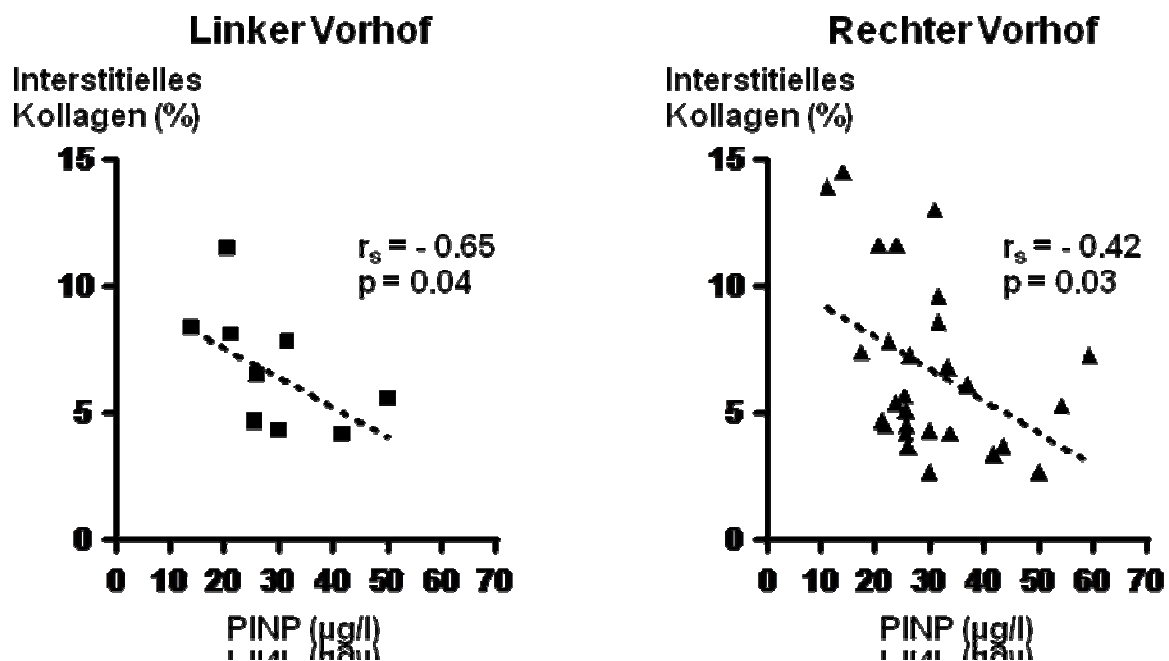 Linker Vorhof
Interstitielles
Kollagen (%)
15
10
5
0
r_s = - 0.65
p = 0.04
0 10 20 30 40 50 60 70
PINP (µg/l)
Rechter Vorhof
Interstitielles
Kollagen (%)
15
10
5
0
r_s = - 0.42
p = 0.03
0 10 20 30 40 50 60 70
PINP (µg/l)